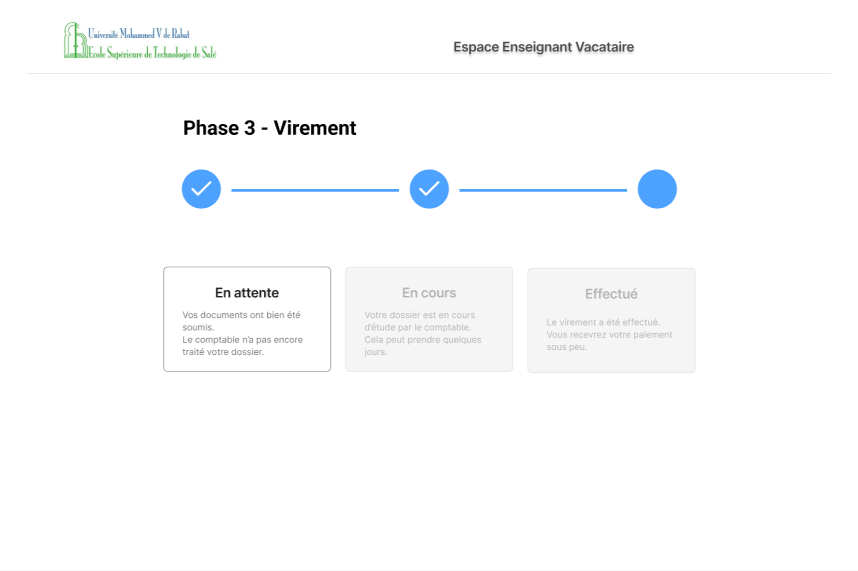 Université Mohammed V de Rabat
Ecole Supérieure de Technologie de Salé
Espace Enseignant Vacataire
Phase 3 - Virement
En attente
Vos documents ont bien été
soumis.
Le comptable n’a pas encore
traité votre dossier.
En cours
Votre dossier est en cours
d’étude par le comptable.
Cela peut prendre quelques
jours.
Effectué
Le virement a été effectué.
Vous recevrez votre paiement
sous peu.